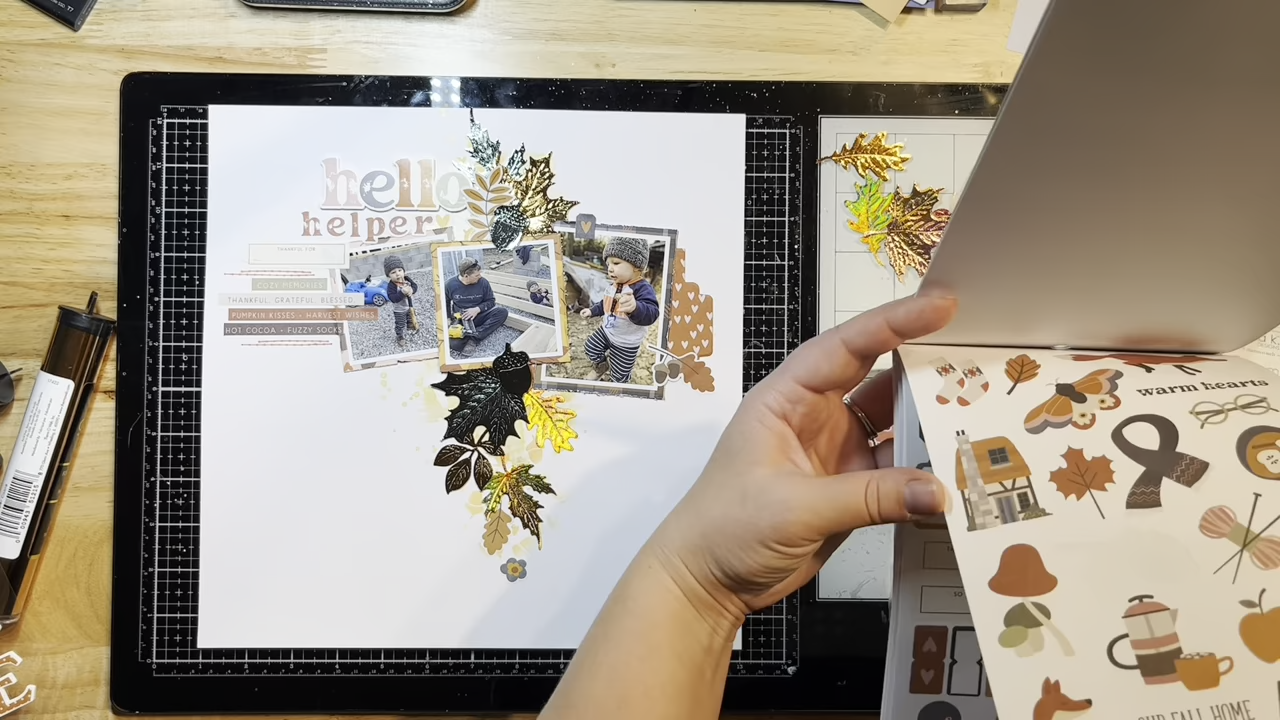 hello
helper
THANKFUL FOR
COZY MEMORIES
THANKFUL, GRATEFUL, BLESSED
PUMPKIN KISSES + HARVEST WISHES
HOT COCOA + FUZZY SOCKS
warm hearts
OUR FALL HOME